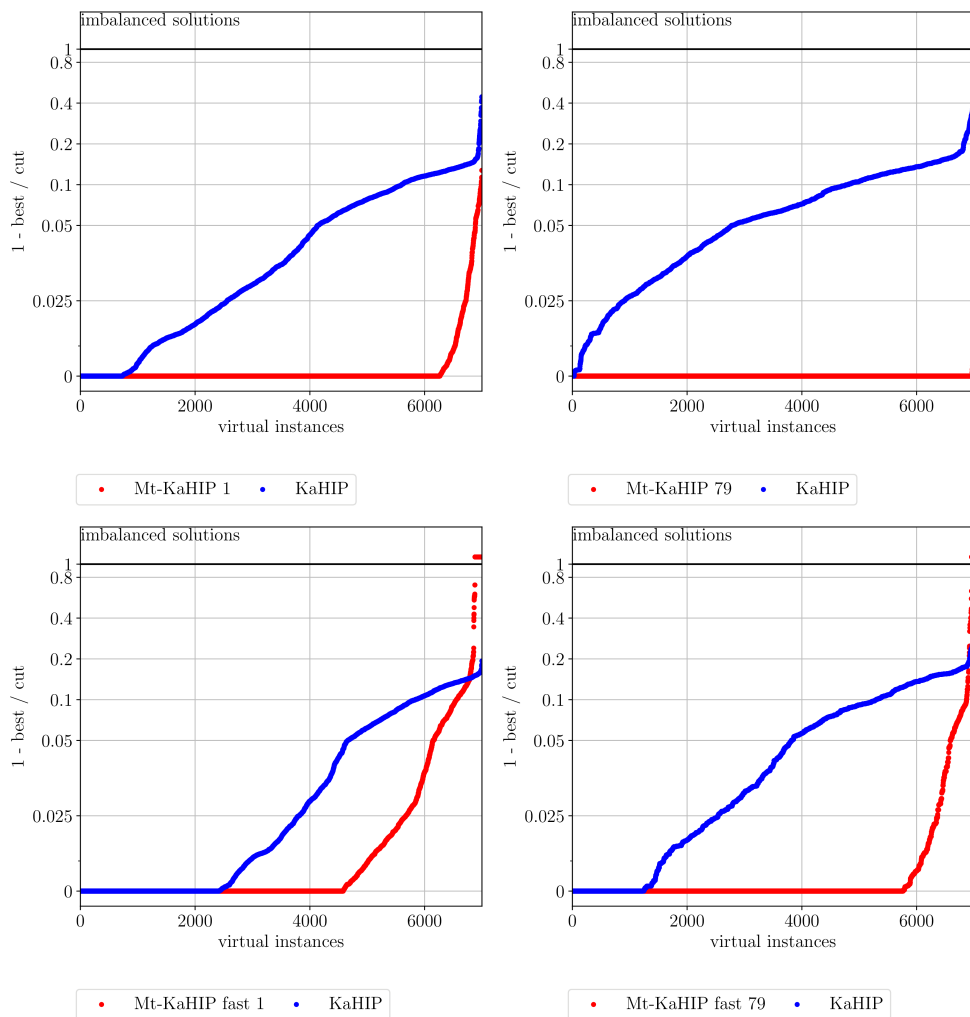 imbalanced solutions
1
0.8
0.4
0.2
0.1
0.05
0.025
0
1 - best / cut
0 2000 4000 6000
virtual instances
Mt-KaHIP 1 KaHIP
imbalanced solutions
1
0.8
0.4
0.2
0.1
0.05
0.025
0
1 - best / cut
0 2000 4000 6000
virtual instances
Mt-KaHIP 79 KaHIP
imbalanced solutions
1
0.8
0.4
0.2
0.1
0.05
0.025
0
1 - best / cut
0 2000 4000 6000
virtual instances
Mt-KaHIP fast 1 KaHIP
imbalanced solutions
1
0.8
0.4
0.2
0.1
0.05
0.025
0
1 - best / cut
0 2000 4000 6000
virtual instances
Mt-KaHIP fast 79 KaHIP